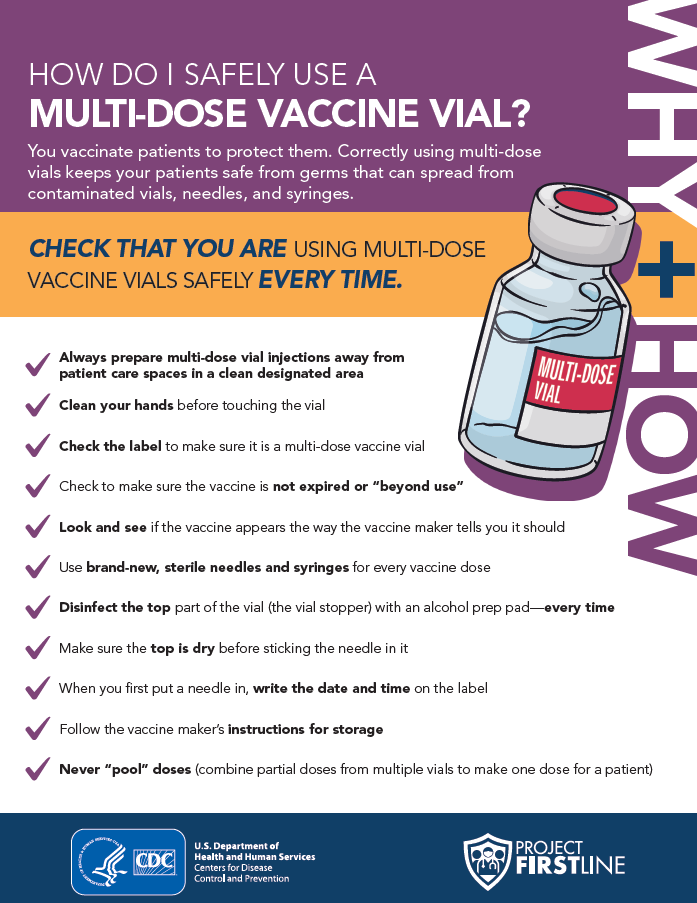 HOW DO I SAFELY USE A
MULTI-DOSE VACCINE VIAL?
You vaccinate patients to protect them. Correctly using multi-dose
vials keeps your patients safe from germs that can spread from
contaminated vials, needles, and syringes.
WHY + HOW
CHECK THAT YOU ARE USING MULTI-DOSE
VACCINE VIALS SAFELY EVERY TIME.
MULTI-DOSE
VIAL
Always prepare multi-dose vial injections away from
patient care spaces in a clean designated area
Clean your hands before touching the vial
Check the label to make sure it is a multi-dose vaccine vial
Check to make sure the vaccine is not expired or “beyond use”
Look and see if the vaccine appears the way the vaccine maker tells you it should
Use brand-new, sterile needles and syringes for every vaccine dose
Disinfect the top part of the vial (the vial stopper) with an alcohol prep pad—every time
Make sure the top is dry before sticking the needle in it
When you first put a needle in, write the date and time on the label
Follow the vaccine maker’s instructions for storage
Never “pool” doses (combine partial doses from multiple vials to make one dose for a patient)
CDC
U.S. Department of
Health and Human Services
Centers for Disease
Control and Prevention
PROJECT
FIRSTLINE